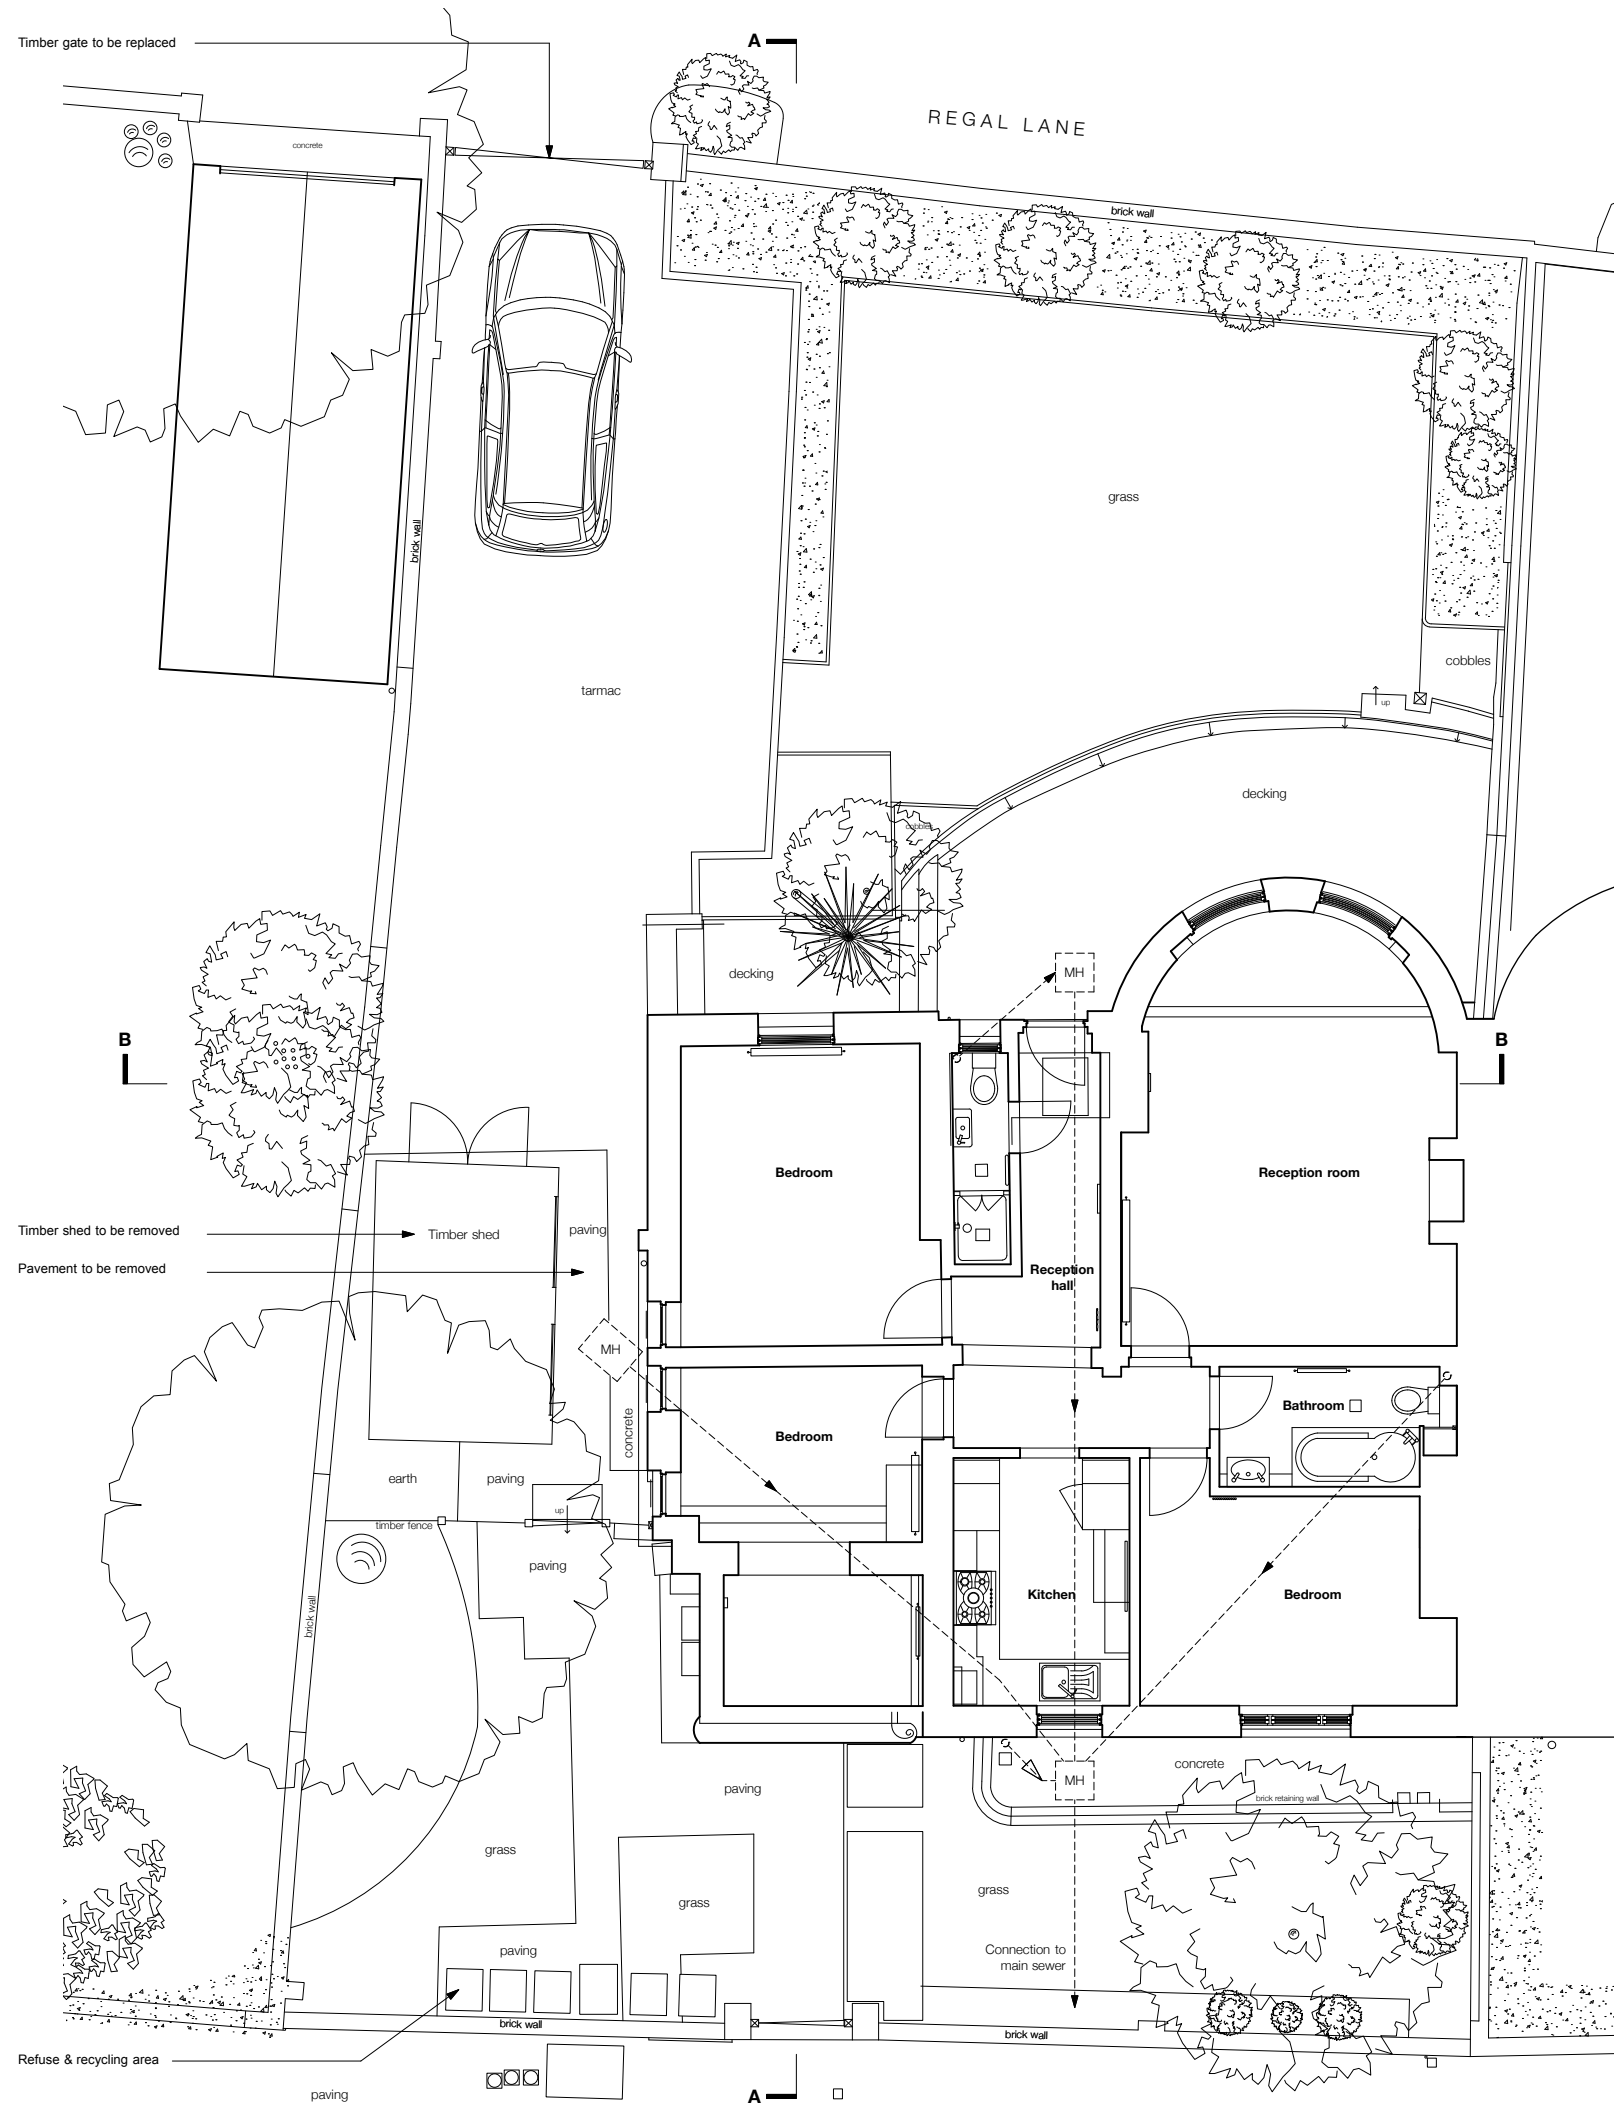 Timber gate to be replaced
A
REGAL LANE
concrete
brick wall
brick wall
grass
cobbles
tarmac
up
decking
cobbles
decking
MH
B
B
Bedroom
Reception room
Timber shed to be removed
Timber shed
paving
Pavement to be removed
Reception
hall
MH
Bathroom
concrete
Bedroom
earth
paving
up
timber fence
paving
Kitchen
Bedroom
brick wall
concrete
MH
paving
brick retaining wall
grass
grass
grass
paving
Connection to
main sewer
brick wall
brick wall
Refuse & recycling area
paving
A